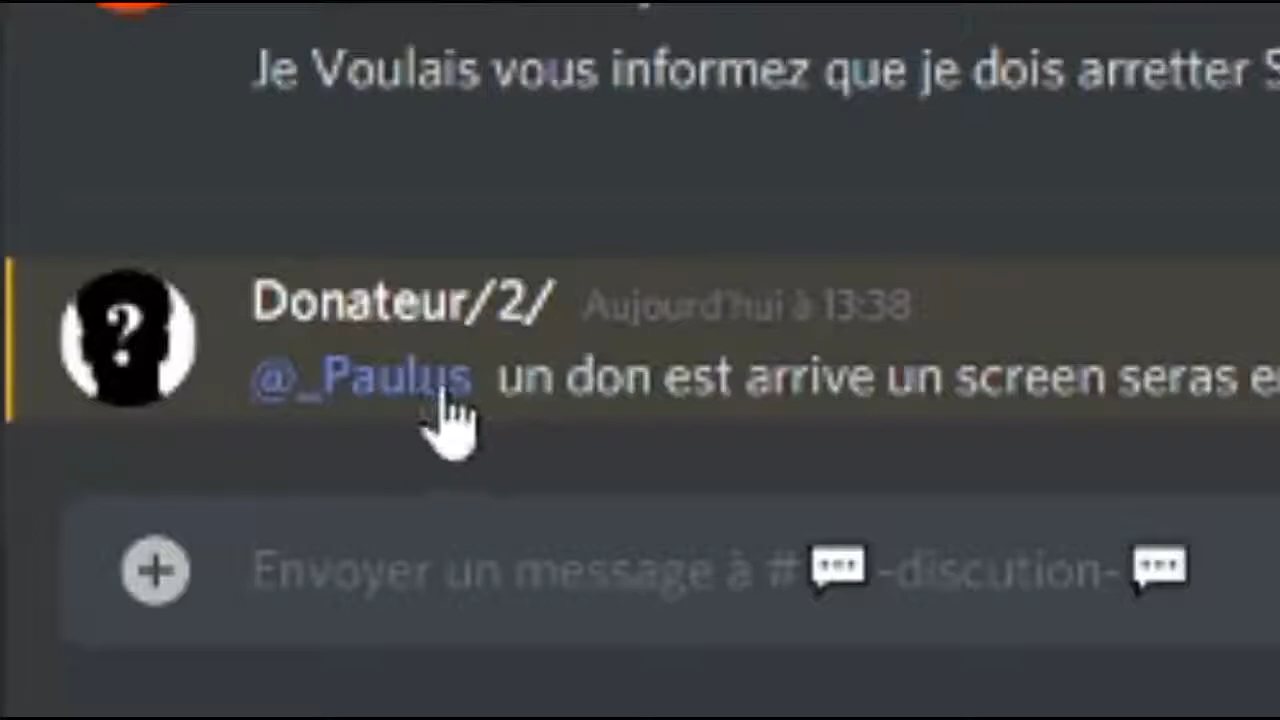 Je Voulais vous informez que je dois arretter
?
Donateur/2/ Aujourd'hui à 13:38
@_Paulus un don est arrive un screen seras
Envoyer un message à #💬-discution-💬